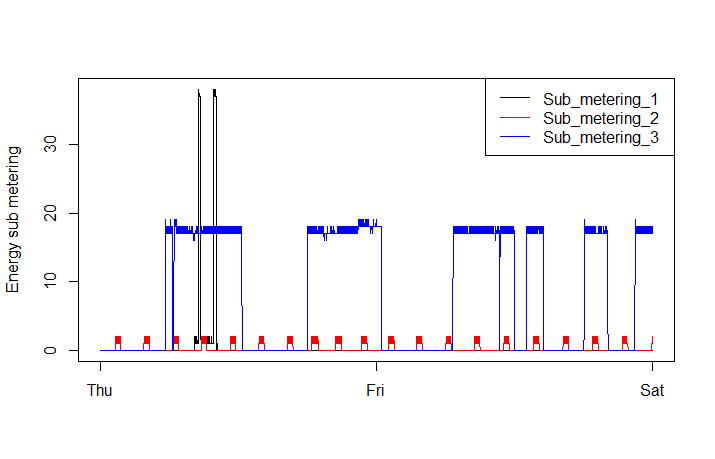 Sub_metering_1
Sub_metering_2
Sub_metering_3
Energy sub metering
30
20
10
0
Thu Fri Sat